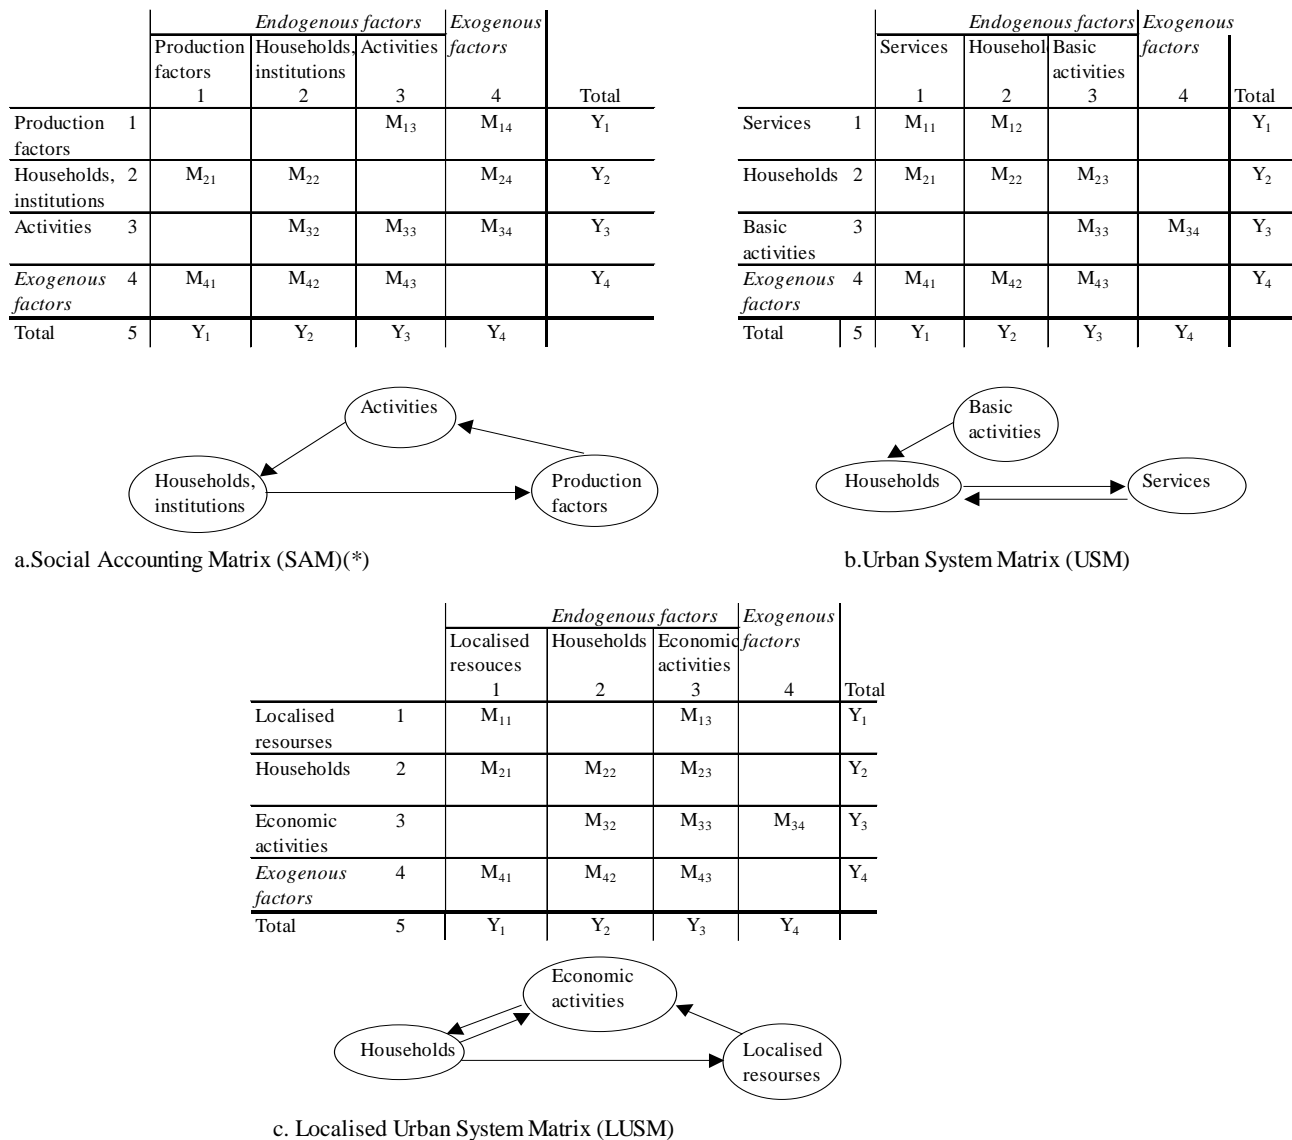 Endogenous factors Exogenous
Production Households, Activities factors
factors institutions
1 2 3 4 Total
Production 1 M13 M14 Y1
factors
Households, 2 M21 M22 M24 Y2
institutions
Activities 3 M32 M33 M34 Y3
Exogenous 4 M41 M42 M43 Y4
factors
Total 5 Y1 Y2 Y3 Y4
Activities
Households,
institutions
Production
factors
a.Social Accounting Matrix (SAM)(*)
Endogenous factors Exogenous
Services Househol Basic factors
activities
1 2 3 4 Total
Services 1 M11 M12 Y1
Households 2 M21 M22 M23 Y2
Basic 3 M33 M34 Y3
activities
Exogenous 4 M41 M42 M43 Y4
factors
Total 5 Y1 Y2 Y3 Y4
Basic
activities
Households
Services
b.Urban System Matrix (USM)
Endogenous factors Exogenous
Localised Households Economic factors
resouces activities
1 2 3 4 Total
Localised 1 M11 M13 Y1
resourses
Households 2 M21 M22 M23 Y2
Economic 3 M32 M33 M34 Y3
activities
Exogenous 4 M41 M42 M43 Y4
factors
Total 5 Y1 Y2 Y3 Y4
Economic
activities
Households
Localised
resourses
c. Localised Urban System Matrix (LUSM)